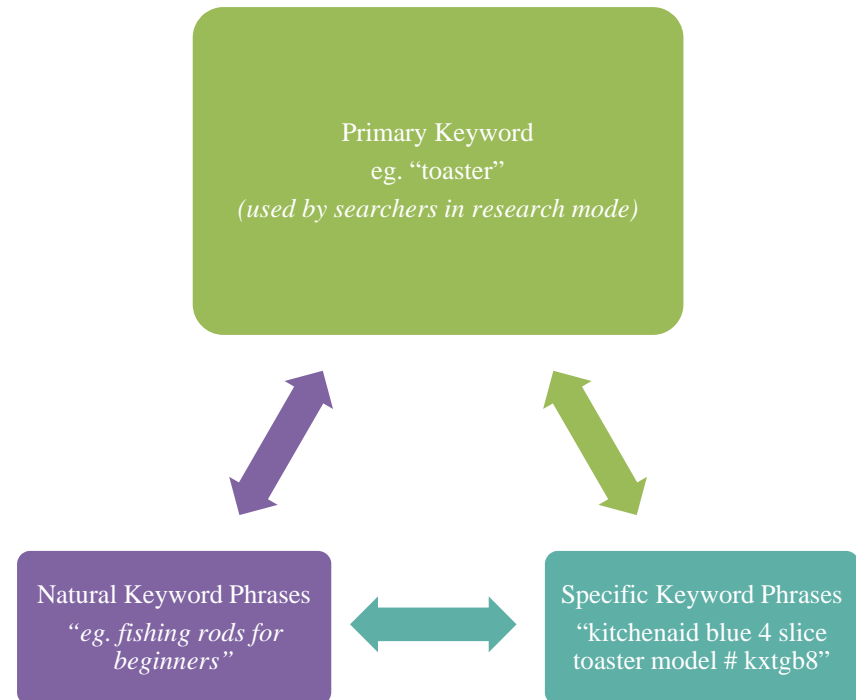 Primary Keyword
eg. “toaster”
(used by searchers in research mode)
Natural Keyword Phrases
“eg. fishing rods for
beginners”
Specific Keyword Phrases
“kitchenaid blue 4 slice
toaster model # kxtgb8”